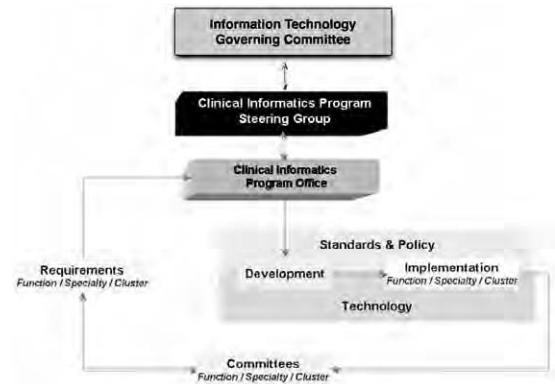 Information Technology
Governing Committee
Clinical Informatics Program
Steering Group
Clinical Informatics
Program Office
Standards & Policy
Requirements
Function / Specialty / Cluster
Development
Implementation
Function / Specialty / Cluster
Technology
Committees
Function / Specialty / Cluster